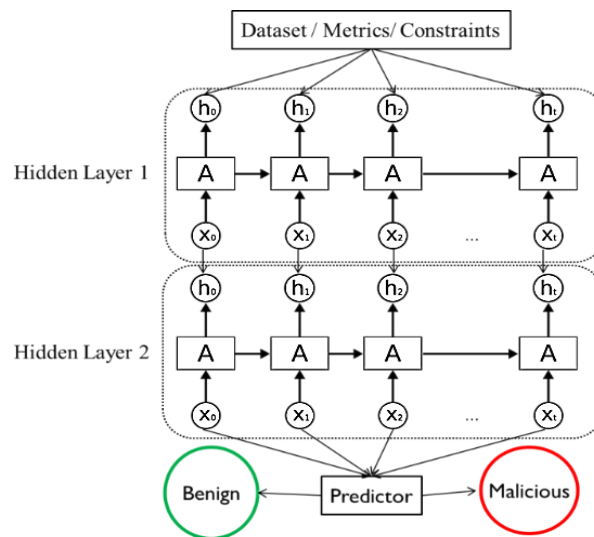 Dataset / Metrics/ Constraints
h₀ h₁ h₂ hₜ
Hidden Layer 1 A A A A
x₀ x₁ x₂ ... xₜ
h₀ h₁ h₂ hₜ
Hidden Layer 2 A A A A
x₀ x₁ x₂ ... xₜ
Benign Predictor Malicious